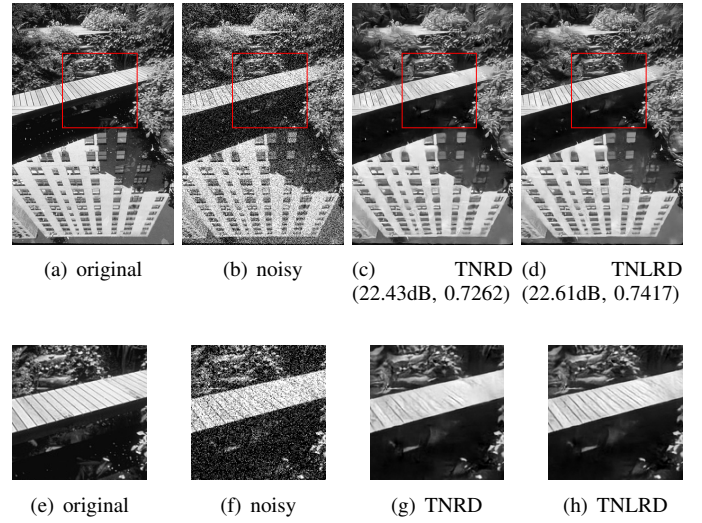 (a) original
(b) noisy
(c) TNRD
(22.43dB, 0.7262)
(d) TNLRD
(22.61dB, 0.7417)
(e) original
(f) noisy
(g) TNRD
(h) TNLRD